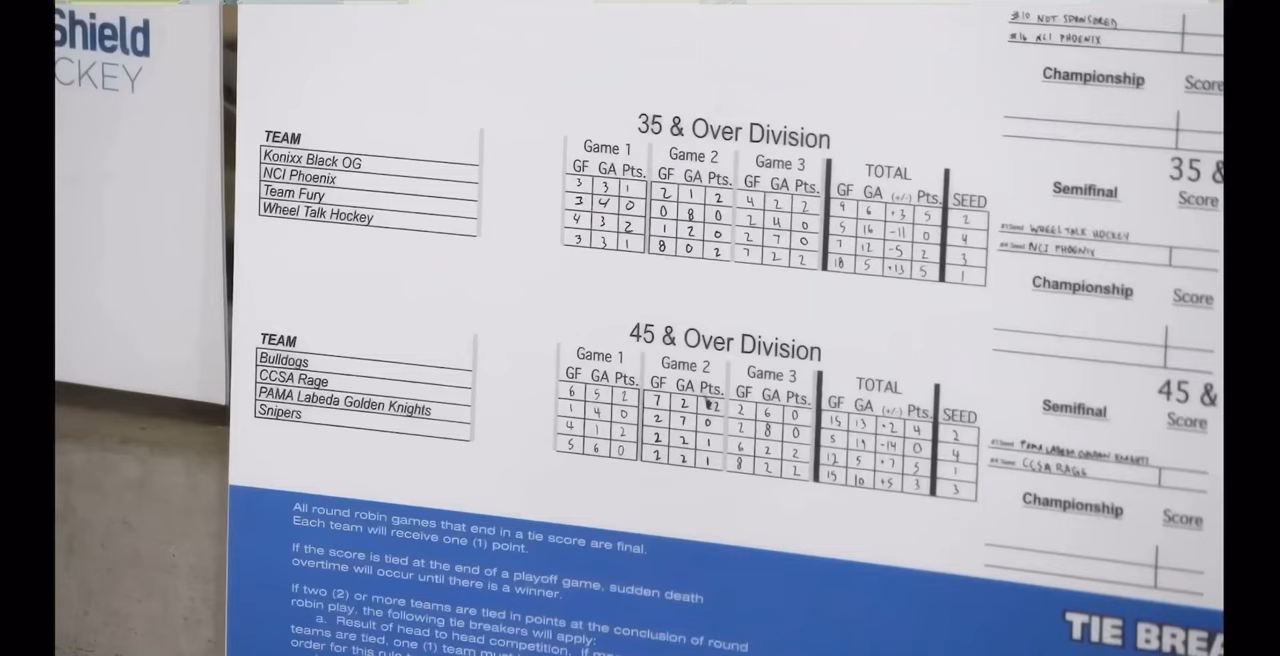 Shield
CKEY
#10 NOT SPONSORED
#16 NCI PHOENIX
Championship Score
35 & Over Division
TEAM
Konixx Black OG
NCI Phoenix
Team Fury
Wheel Talk Hockey
Game 1 Game 2 Game 3 TOTAL
GF GA Pts. GF GA Pts. GF GA Pts. GF GA (+/-) Pts. SEED
3 3 1 2 1 2 4 2 2 9 6 +3 5 2
3 4 0 0 8 0 2 4 0 5 16 -11 0 4
4 3 2 1 2 0 2 7 0 7 12 -5 2 3
3 3 1 8 0 2 7 2 2 18 5 +13 5 1
35 &
Semifinal Score
WHEEL TALK HOCKEY
NCI PHOENIX
Championship Score
45 & Over Division
TEAM
Bulldogs
CCSA Rage
PAMA Labeda Golden Knights
Snipers
Game 1 Game 2 Game 3 TOTAL
GF GA Pts. GF GA Pts. GF GA Pts. GF GA (+/-) Pts. SEED
6 5 2 7 2 2 2 6 0 15 13 +2 4 2
1 4 0 2 7 0 2 8 0 5 19 -14 0 4
4 1 2 2 2 1 6 2 2 12 5 +7 5 1
5 6 0 2 2 1 8 2 2 15 10 +5 3 3
45 &
Semifinal Score
PAMA LABEDA GOLDEN KNIGHTS
CCSA RAGE
Championship Score
All round robin games that end in a tie score are final.
Each team will receive one (1) point.
If the score is tied at the end of a playoff game, sudden death
overtime will occur until there is a winner.
If two (2) or more teams are tied in points at the conclusion of round
robin play, the following tie breakers will apply:
a. Result of head to head competition. If
teams are tied, one (1) team
order for this
TIE BREA